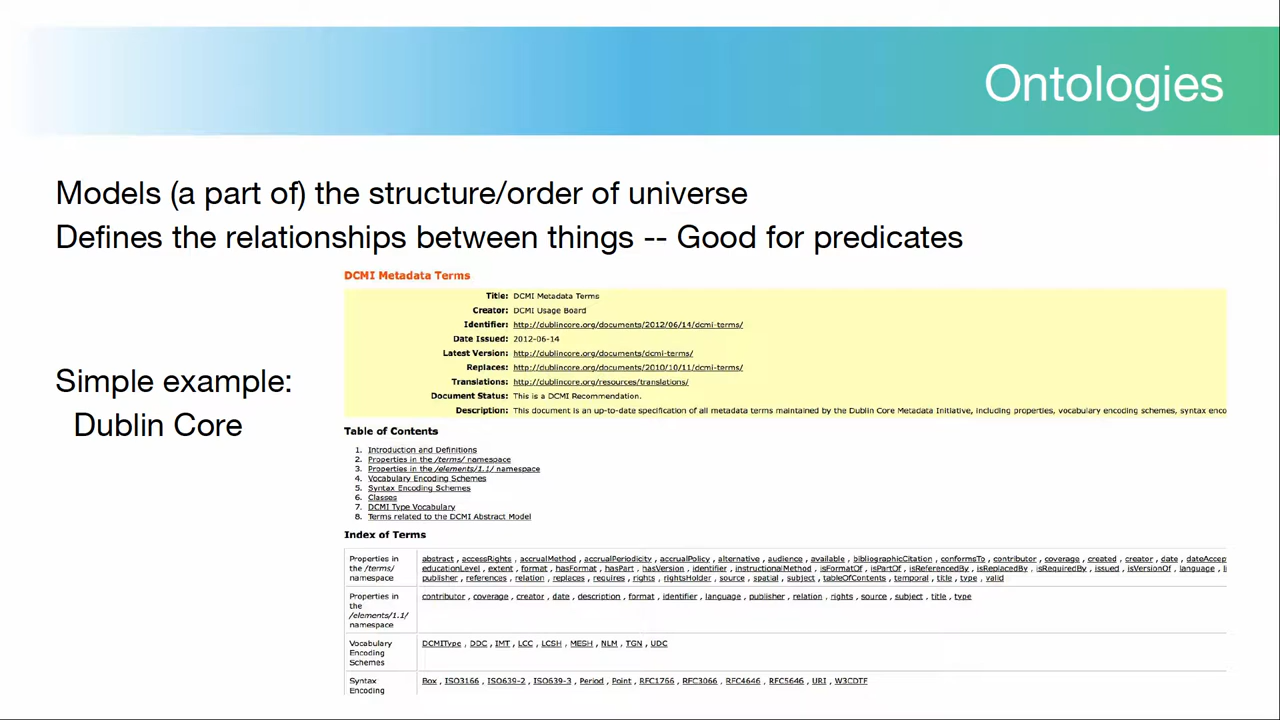 Ontologies
Models (a part of) the structure/order of universe
Defines the relationships between things -- Good for predicates
Simple example:
Dublin Core
DCMI Metadata Terms
Title: DCMI Metadata Terms
Creator: DCMI Usage Board
Identifier: http://dublincore.org/documents/2012/06/14/dcmi-terms/
Date Issued: 2012-06-14
Latest Version: http://dublincore.org/documents/dcmi-terms/
Replaces: http://dublincore.org/documents/2010/10/11/dcmi-terms/
Translations: http://dublincore.org/resources/translations/
Document Status: This is a DCMI Recommendation.
Description: This document is an up-to-date specification of all metadata terms maintained by the Dublin Core Metadata Initiative, including properties, vocabulary encoding schemes, syntax enco
Table of Contents
1. Introduction and Definitions
2. Properties in the /terms/ namespace
3. Properties in the /elements/1.1/ namespace
4. Vocabulary Encoding Schemes
5. Syntax Encoding Schemes
6. Classes
7. DCMI Type Vocabulary
8. Terms related to the DCMI Abstract Model
Index of Terms
Properties in
the /terms/
namespace
abstract , accessRights , accrualMethod , accrualPeriodicity , accrualPolicy , alternative , audience , available , bibliographicCitation , conformsTo , contributor , coverage , created , creator , date , dateAccep
educationLevel , extent , format , hasFormat , hasPart , hasVersion , identifier , instructionalMethod , isFormatOf , isPartOf , isReferencedBy , isReplacedBy , isRequiredBy , issued , isVersionOf , language ,
publisher , references , relation , replaces , requires , rights , rightsHolder , source , spatial , subject , tableOfContents , temporal , title , type , valid
Properties in
the
/elements/1.1/
namespace
contributor , coverage , creator , date , description , format , identifier , language , publisher , relation , rights , source , subject , title , type
Vocabulary
Encoding
Schemes
DCMIType , DDC , IMT , LCC , LCSH , MESH , NLM , TGN , UDC
Syntax
Encoding
Box , ISO3166 , ISO639-2 , ISO639-3 , Period , Point , RFC1766 , RFC3066 , RFC4646 , RFC5646 , URI , W3CDTF